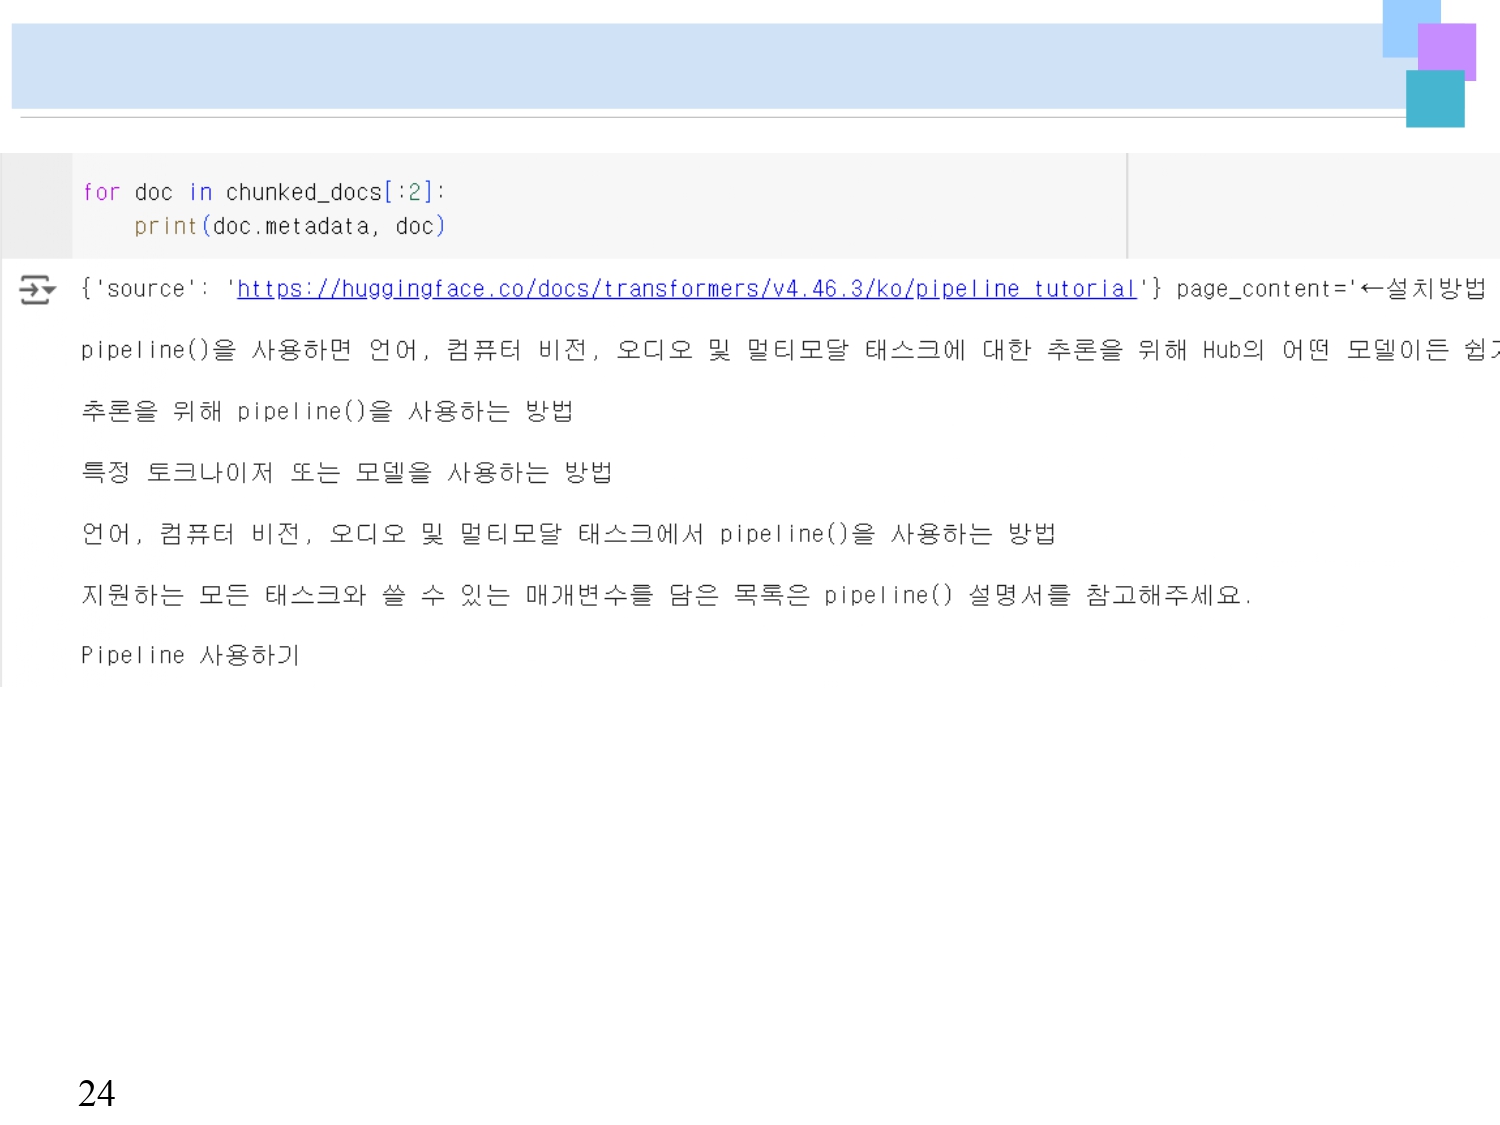 for doc in chunked_docs[:2]:
print(doc.metadata, doc)
{'source': 'https://huggingface.co/docs/transformers/v4.46.3/ko/pipeline_tutorial'} page_content='←설치방법
pipeline()을 사용하면 언어, 컴퓨터 비전, 오디오 및 멀티모달 태스크에 대한 추론을 위해 Hub의 어떤 모델이든 쉽
추론을 위해 pipeline()을 사용하는 방법
특정 토크나이저 또는 모델을 사용하는 방법
언어, 컴퓨터 비전, 오디오 및 멀티모달 태스크에서 pipeline()을 사용하는 방법
지원하는 모든 태스크와 쓸 수 있는 매개변수를 담은 목록은 pipeline() 설명서를 참고해주세요.
Pipeline 사용하기
24